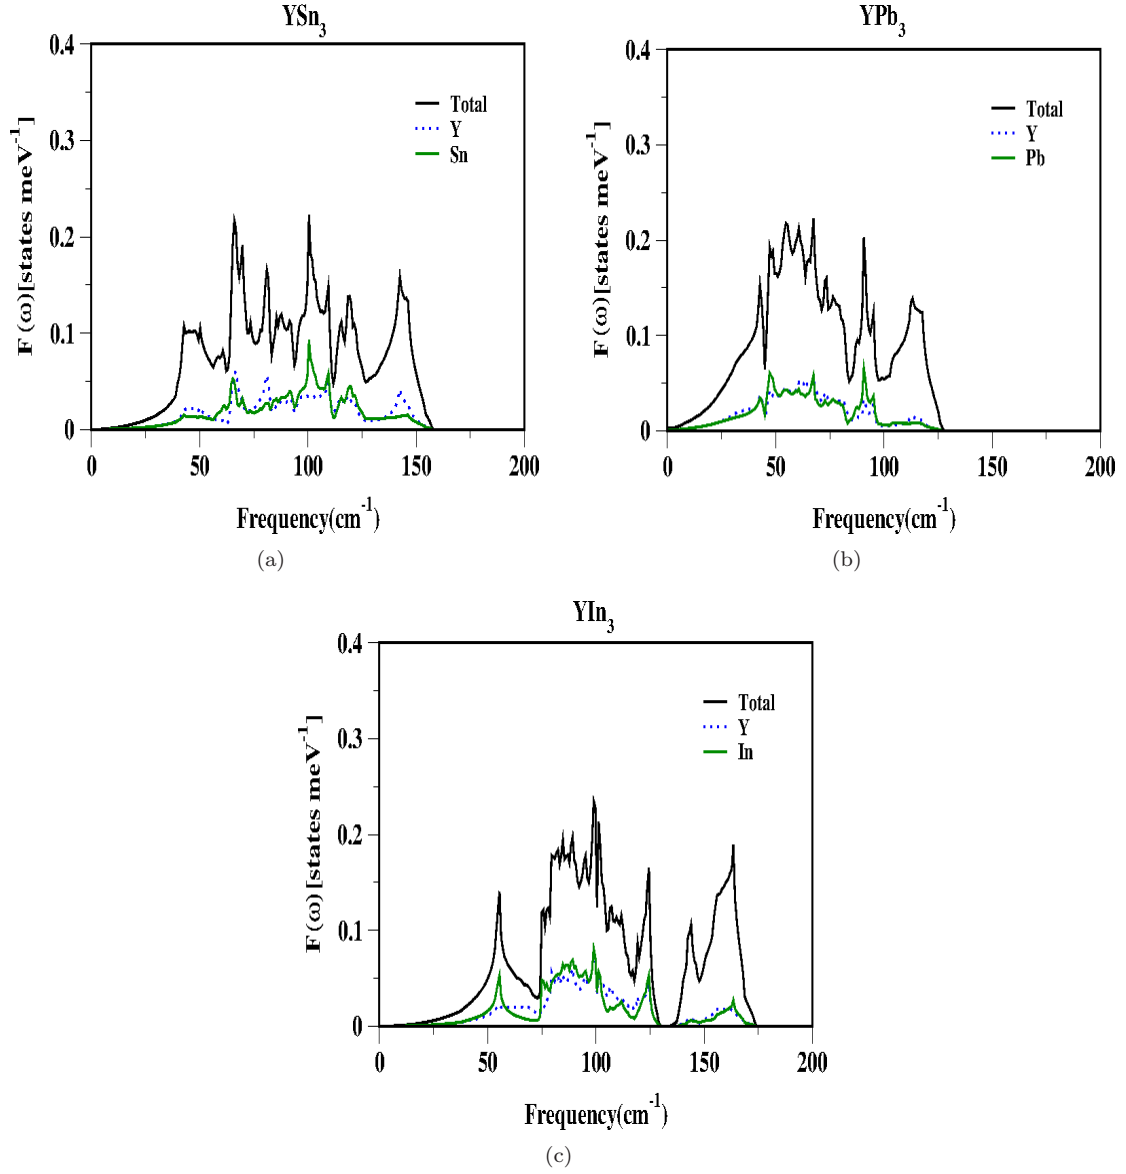 YSn3
0.4
0.3
0.2
0.1
0
F(ω)[states meV-1]
Total
Y
Sn
0 50 100 150 200
Frequency(cm-1)
(a)
YPb3
0.4
0.3
0.2
0.1
0
F(ω)[states meV-1]
Total
Y
Pb
0 50 100 150 200
Frequency(cm-1)
(b)
YIn3
0.4
0.3
0.2
0.1
0
F(ω)[states meV-1]
Total
Y
In
0 50 100 150 200
Frequency(cm-1)
(c)